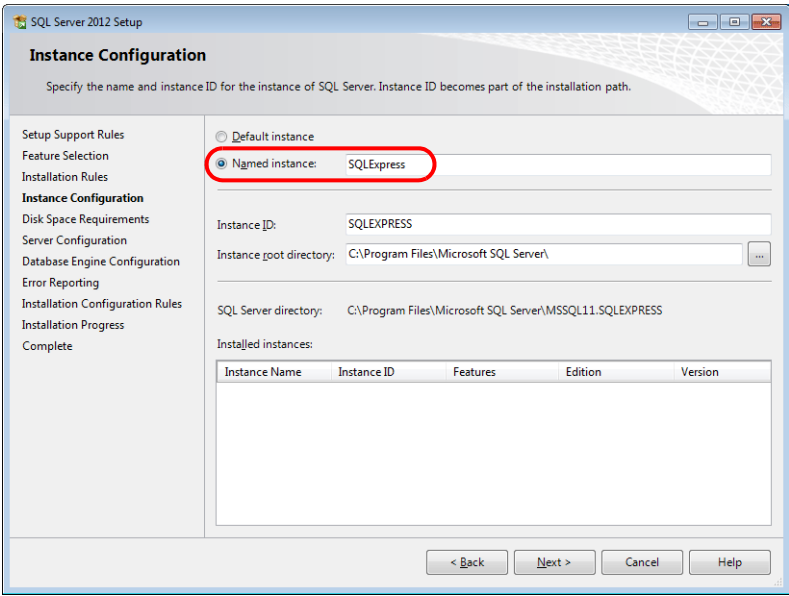 SQL Server 2012 Setup
Instance Configuration
Specify the name and instance ID for the instance of SQL Server. Instance ID becomes part of the installation path.
Setup Support Rules
Feature Selection
Installation Rules
Instance Configuration
Disk Space Requirements
Server Configuration
Database Engine Configuration
Error Reporting
Installation Configuration Rules
Installation Progress
Complete
Default instance
Named instance: SQLExpress
Instance ID: SQLEXPRESS
Instance root directory: C:\Program Files\Microsoft SQL Server\ ...
SQL Server directory: C:\Program Files\Microsoft SQL Server\MSSQL11.SQLEXPRESS
Installed instances:
Instance Name Instance ID Features Edition Version
< Back Next > Cancel Help